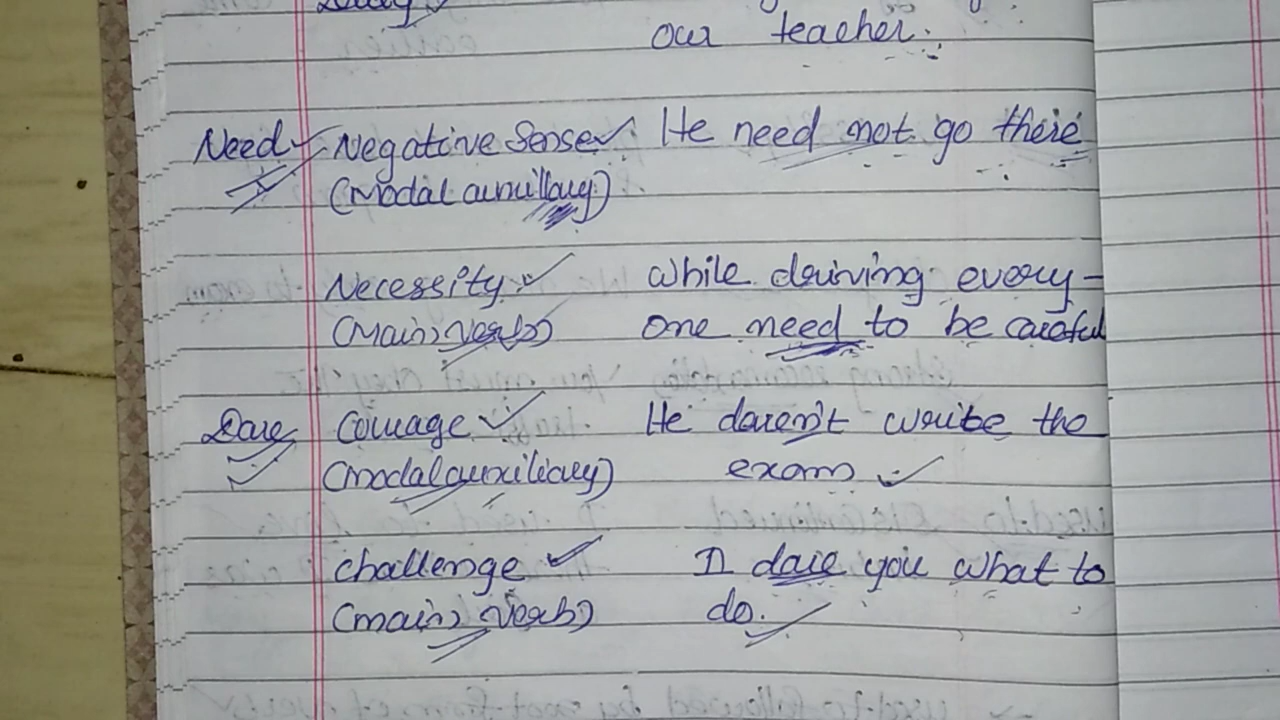 our teacher.
Need Negative Sense He need not go there
(Modal auxillary)
Necessity While driving every-
(Main verb) one need to be careful
Dare Courage He daren't write the
(modal auxiliary) exam
challenge I dare you what to
(main verb) do.